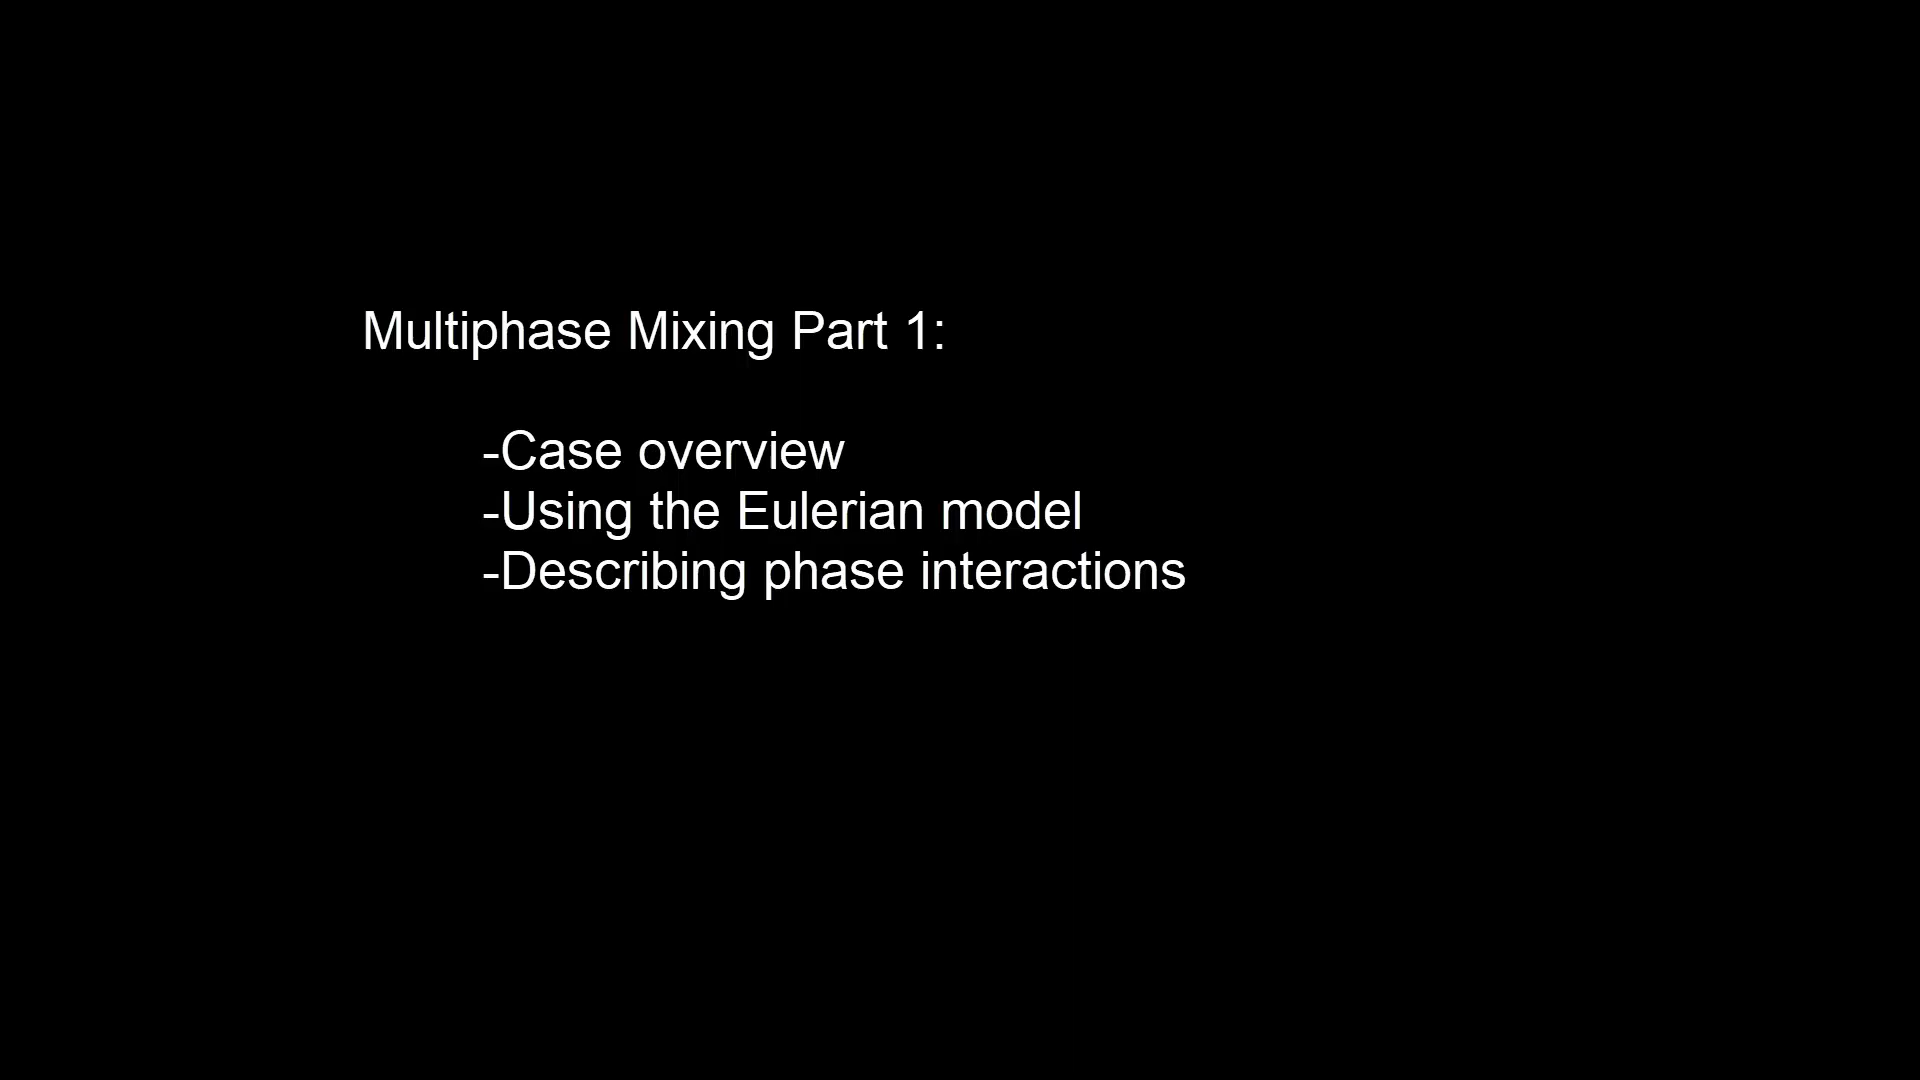 Multiphase Mixing Part 1:
-Case overview
-Using the Eulerian model
-Describing phase interactions